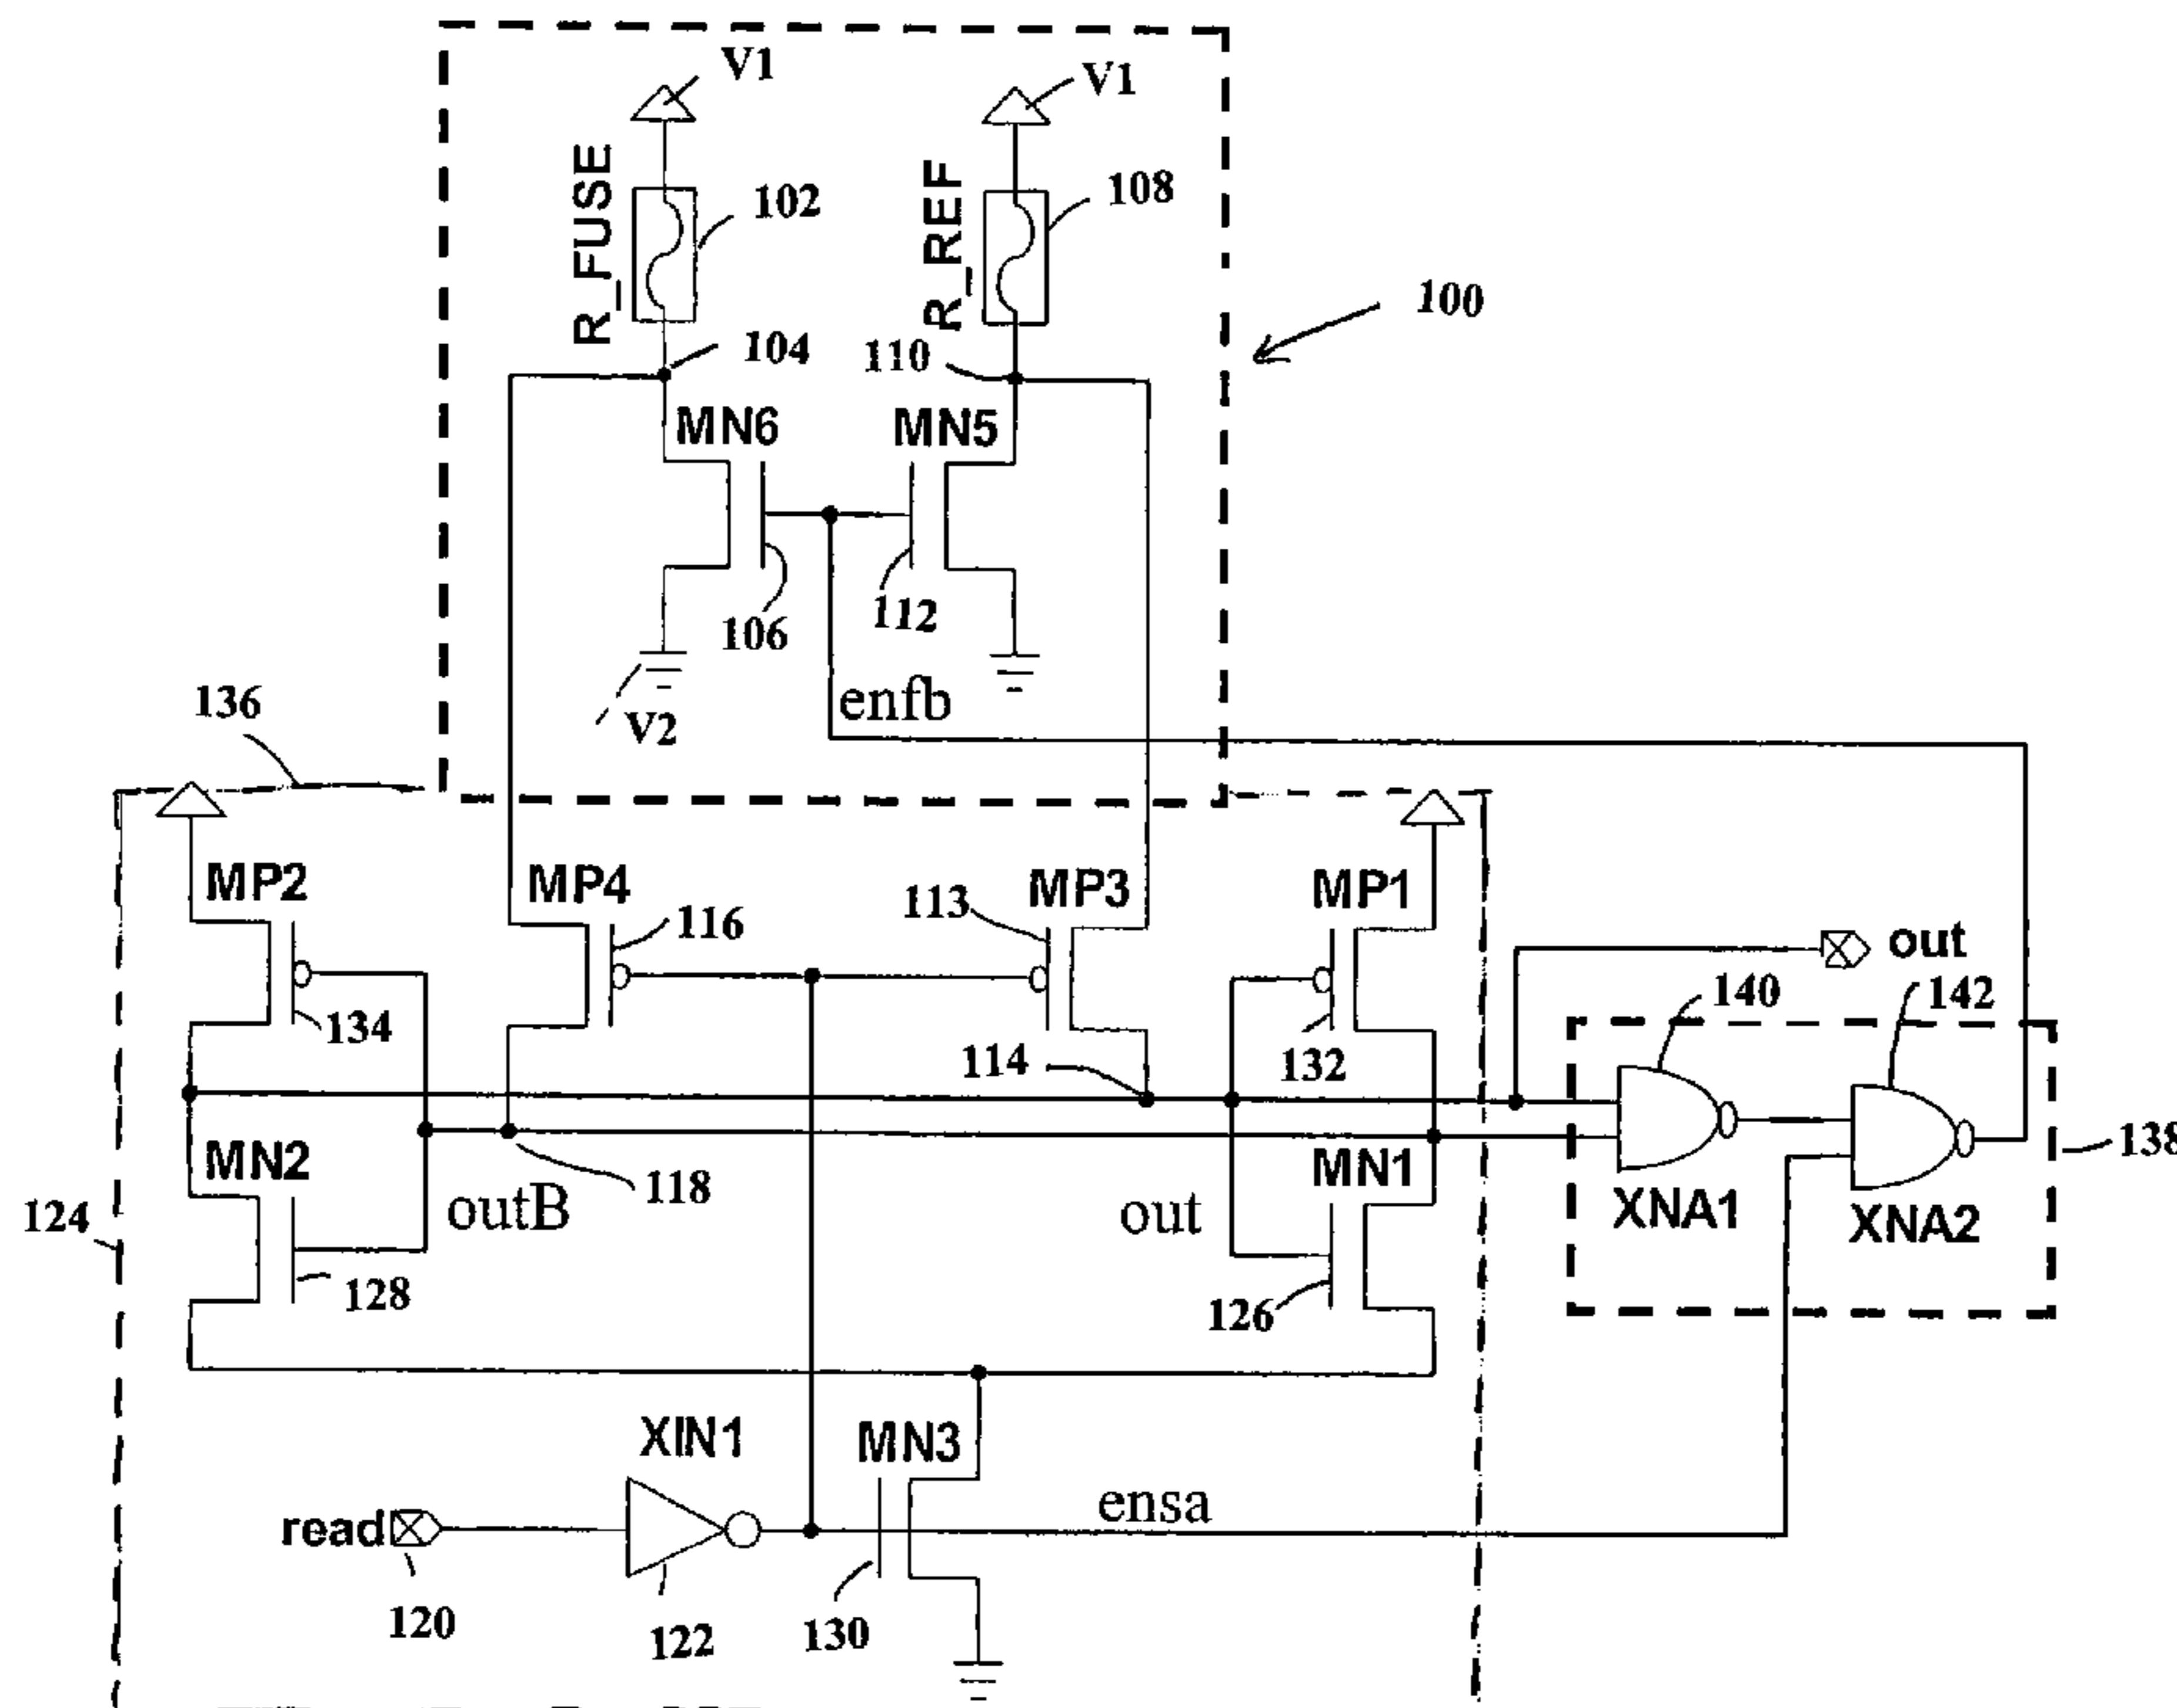 V1
V1
R_FUSE
102
R_REF
108
100
104
110
MN6
MN5
106
112
enfb
136
V2
MP2
MP4
116
113
MP3
MP1
out
140
142
134
114
132
138
MN2
outB
118
out
MN1
XNA1
XNA2
124
128
126
XIN1
MN3
ensa
read
120
122
130